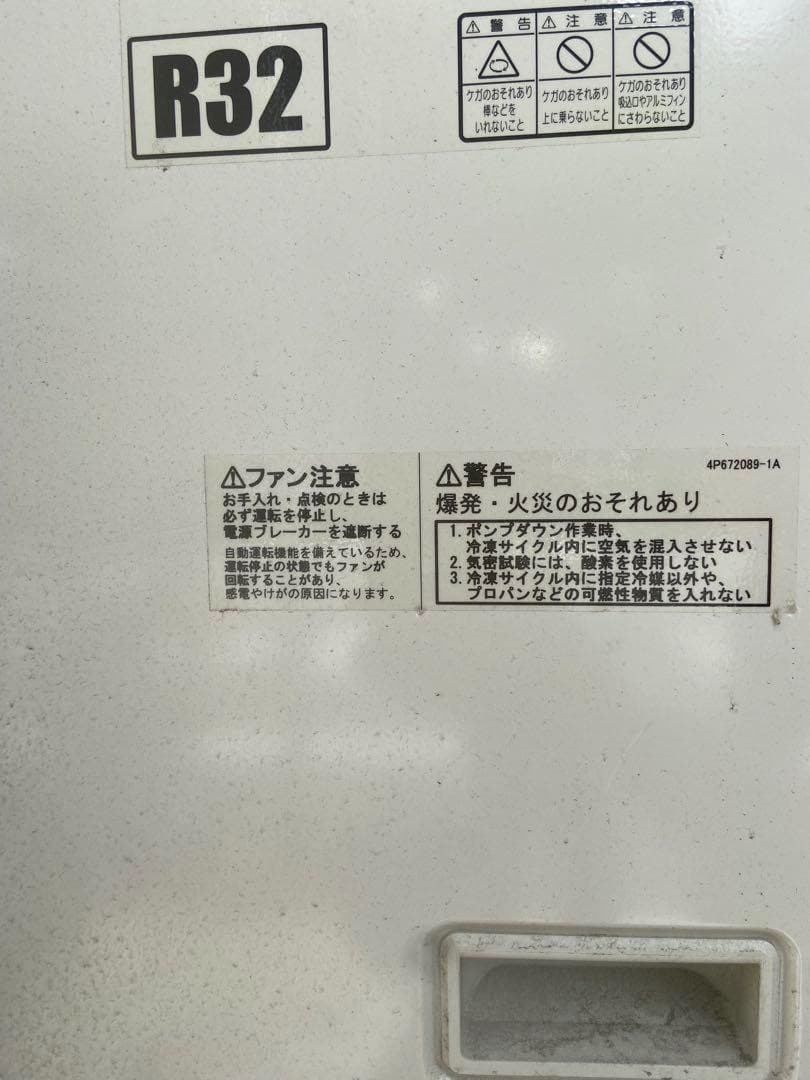 R32
⚠警告
ケガのおそれあり
棒などを
いれないこと
⚠注意
ケガのおそれあり
上に乗らないこと
⚠注意
ケガのおそれあり
吸込口やアルミフィン
にさわらないこと
⚠ファン注意
お手入れ・点検のときは
必ず運転を停止し、
電源ブレーカーを遮断する
自動運転機能を備えているため、
運転停止の状態でもファンが
回転することがあり、
感電やけがの原因になります。
⚠警告
4P672089-1A
爆発・火災のおそれあり
1. ポンプダウン作業時、
冷凍サイクル内に空気を混入させない
2. 気密試験には、酸素を使用しない
3. 冷凍サイクル内に指定冷媒以外や、
プロパンなどの可燃性物質を入れない